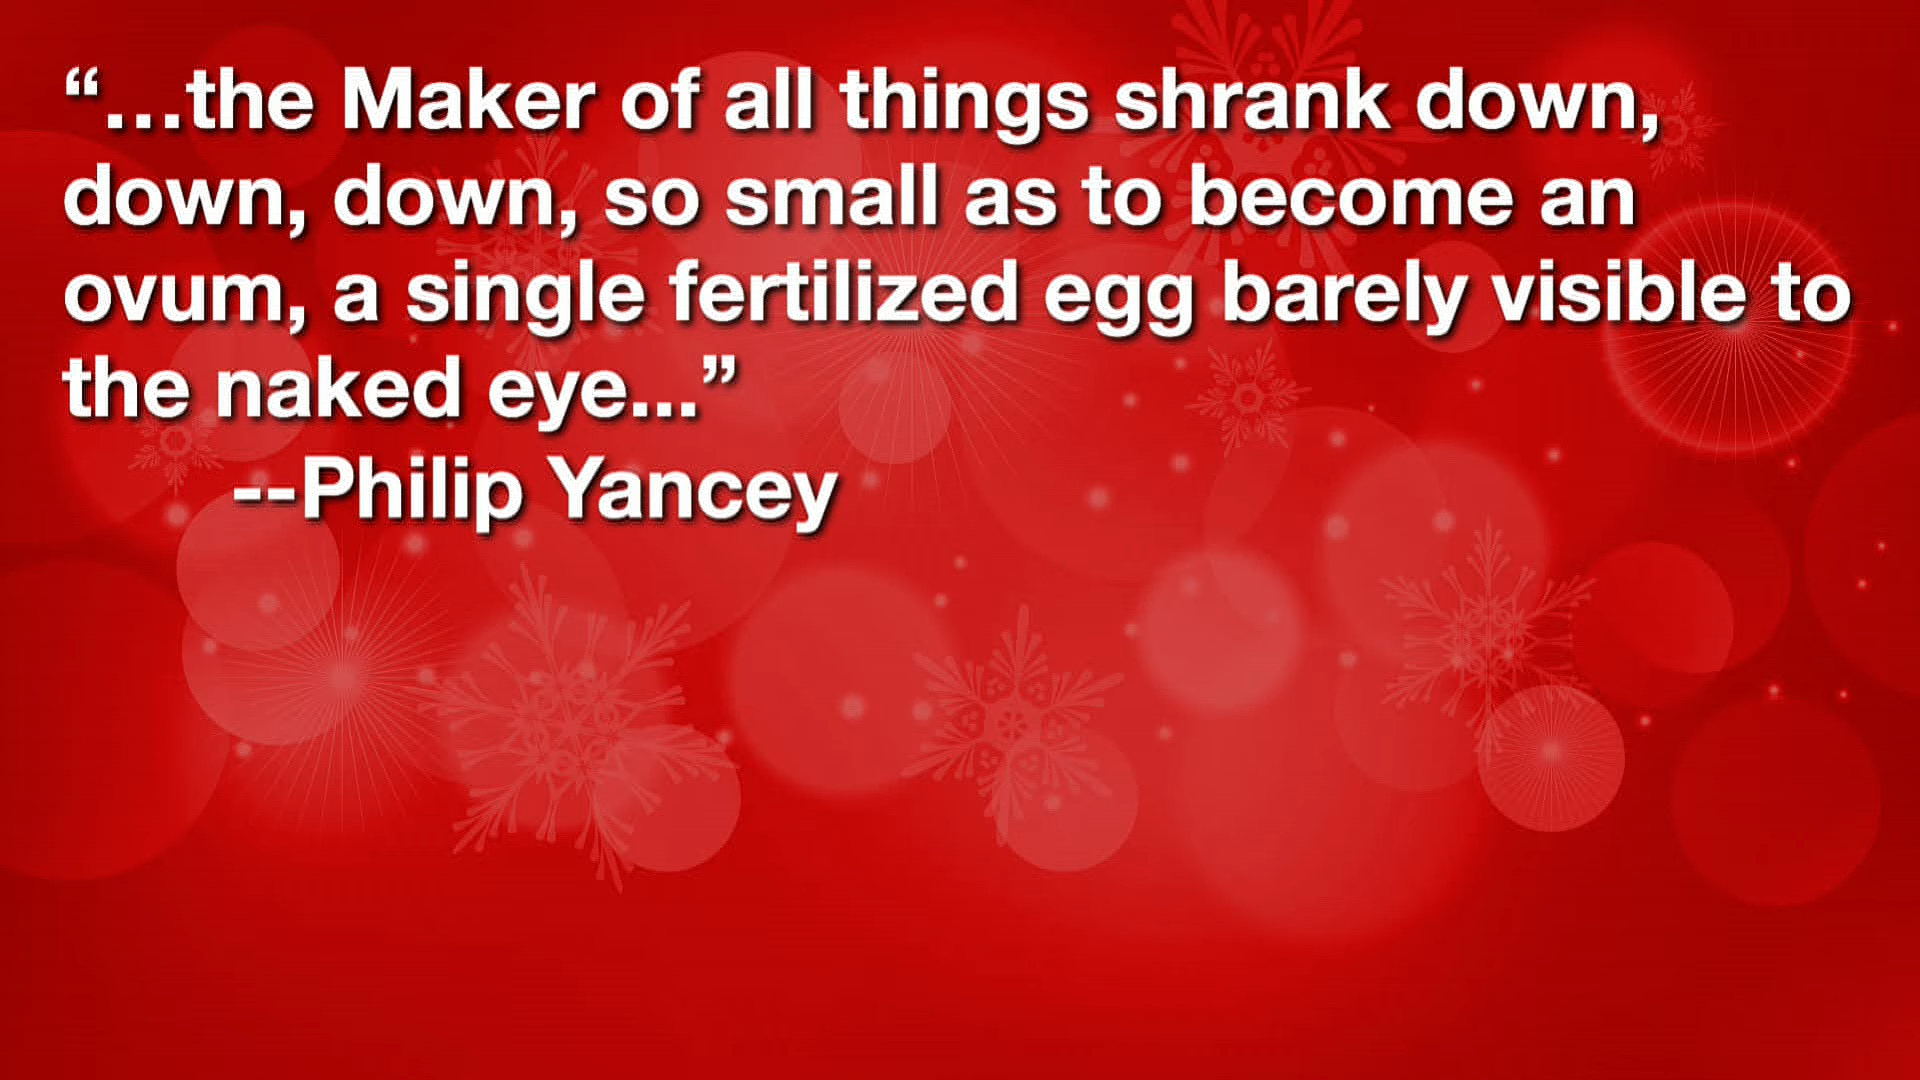 “…the Maker of all things shrank down,
down, down, so small as to become an
ovum, a single fertilized egg barely visible to
the naked eye...”
--Philip Yancey